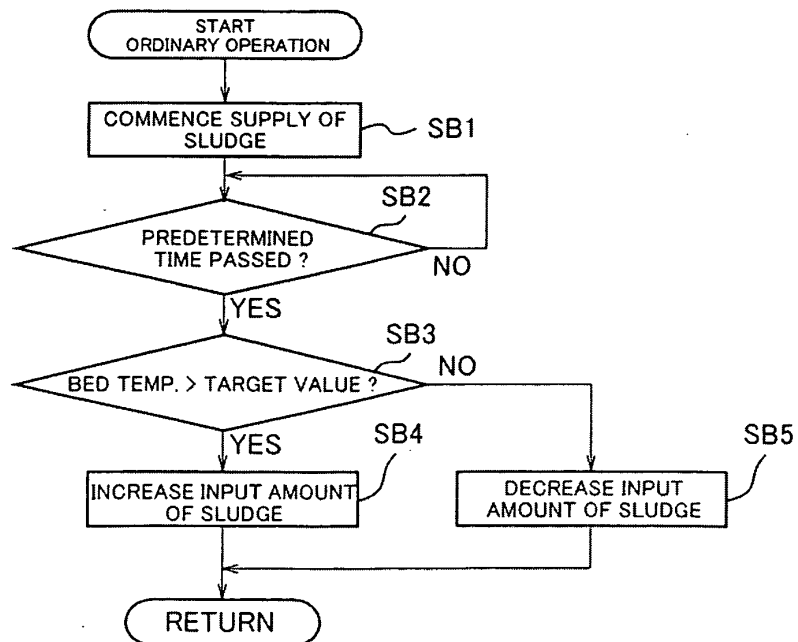 START
ORDINARY OPERATION
COMMENCE SUPPLY OF
SLUDGE
SB1
SB2
PREDETERMINED
TIME PASSED ?
NO
YES
SB3
BED TEMP. > TARGET VALUE ?
NO
YES
SB4
INCREASE INPUT AMOUNT
OF SLUDGE
SB5
DECREASE INPUT
AMOUNT OF SLUDGE
RETURN